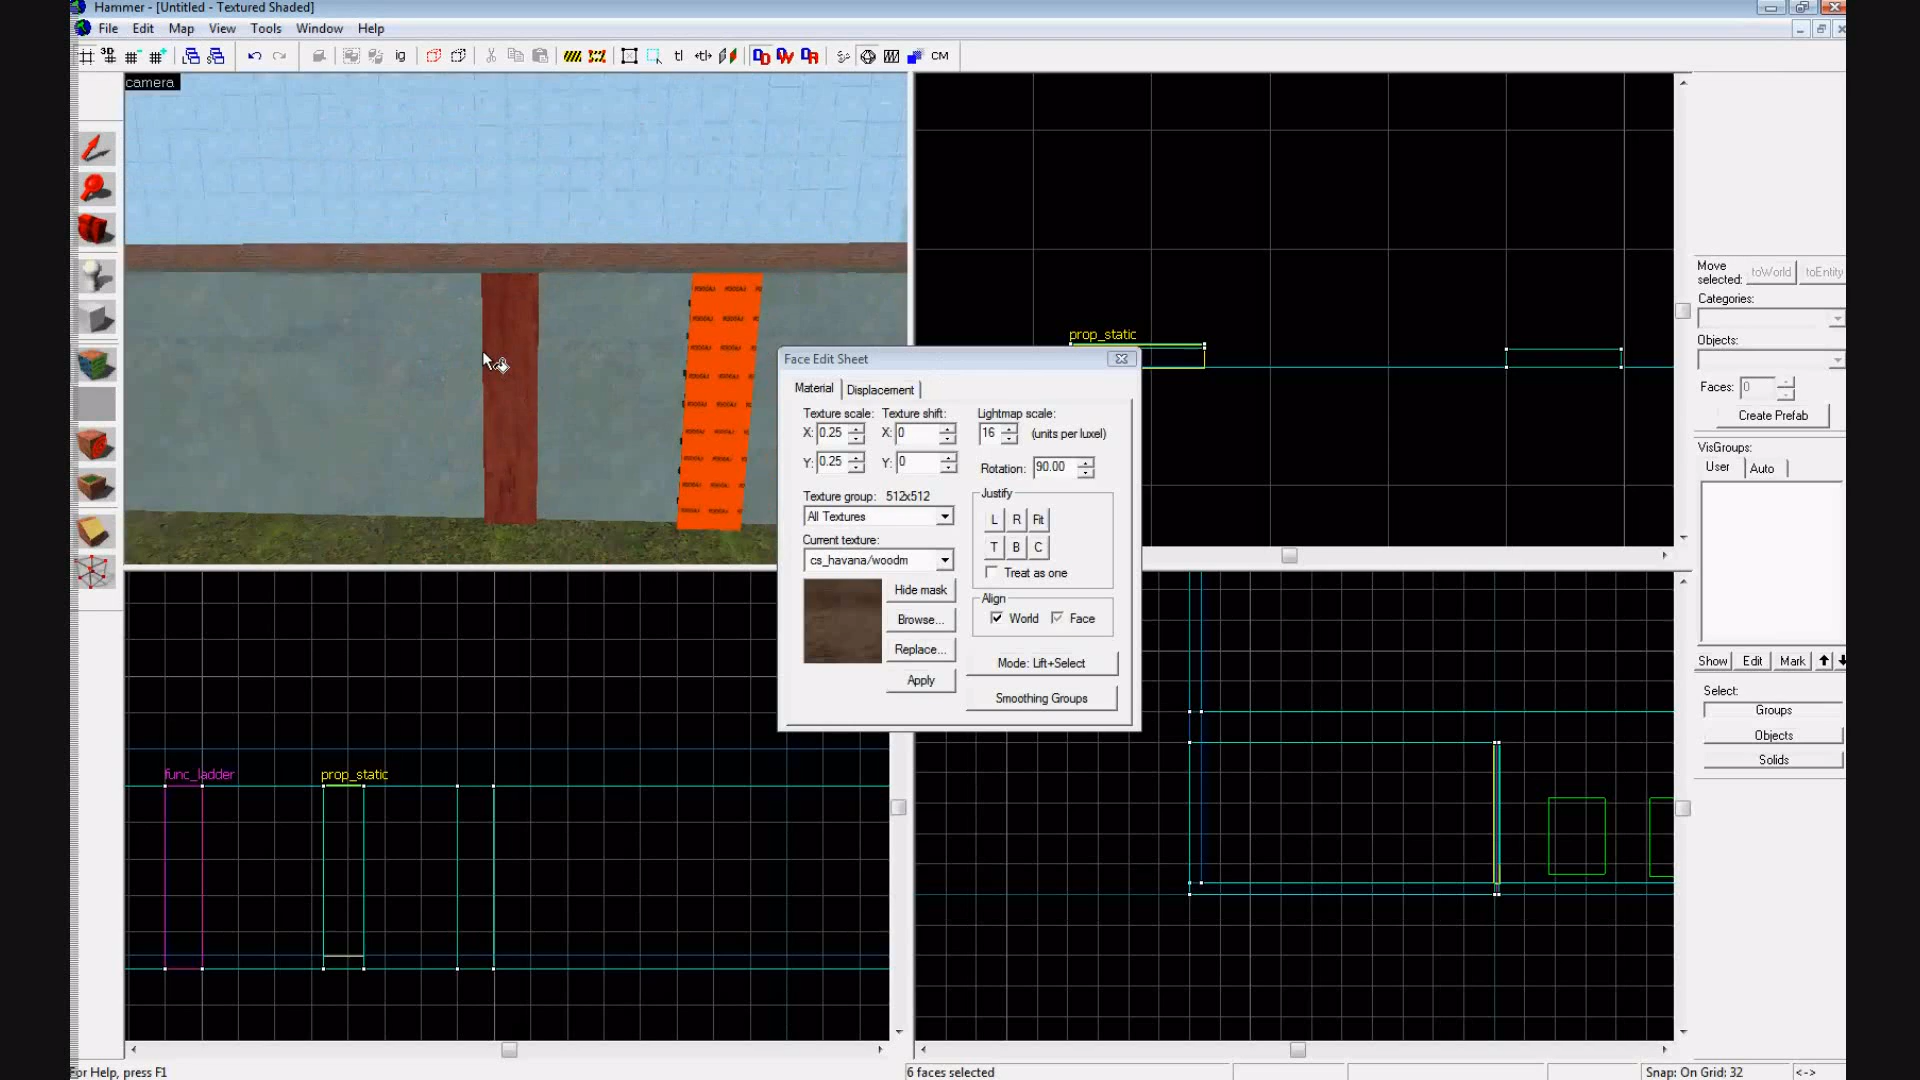 Hammer - [Untitled - Textured Shaded]
File Edit Map View Tools Window Help
3D
ig
tl
CM
camera
prop_static
Move selected:
toWorld
toEntity
Categories:
Objects:
Faces: 0
Create Prefab
VisGroups:
User Auto
Show Edit Mark
Select:
Groups
Objects
Solids
Face Edit Sheet
Material Displacement
Texture scale: Texture shift: Lightmap scale:
X: 0.25 X: 0 16 (units per luxel)
Y: 0.25 Y: 0 Rotation: 90.00
Texture group: 512x512
All Textures
Current texture:
cs_havana/woodm
Hide mask
Browse...
Replace...
Apply
Justify
L R Fit
T B C
Treat as one
Align
World Face
Mode: Lift+Select
Smoothing Groups
func_ladder
prop_static
For Help, press F1
6 faces selected
Snap: On Grid: 32
<->